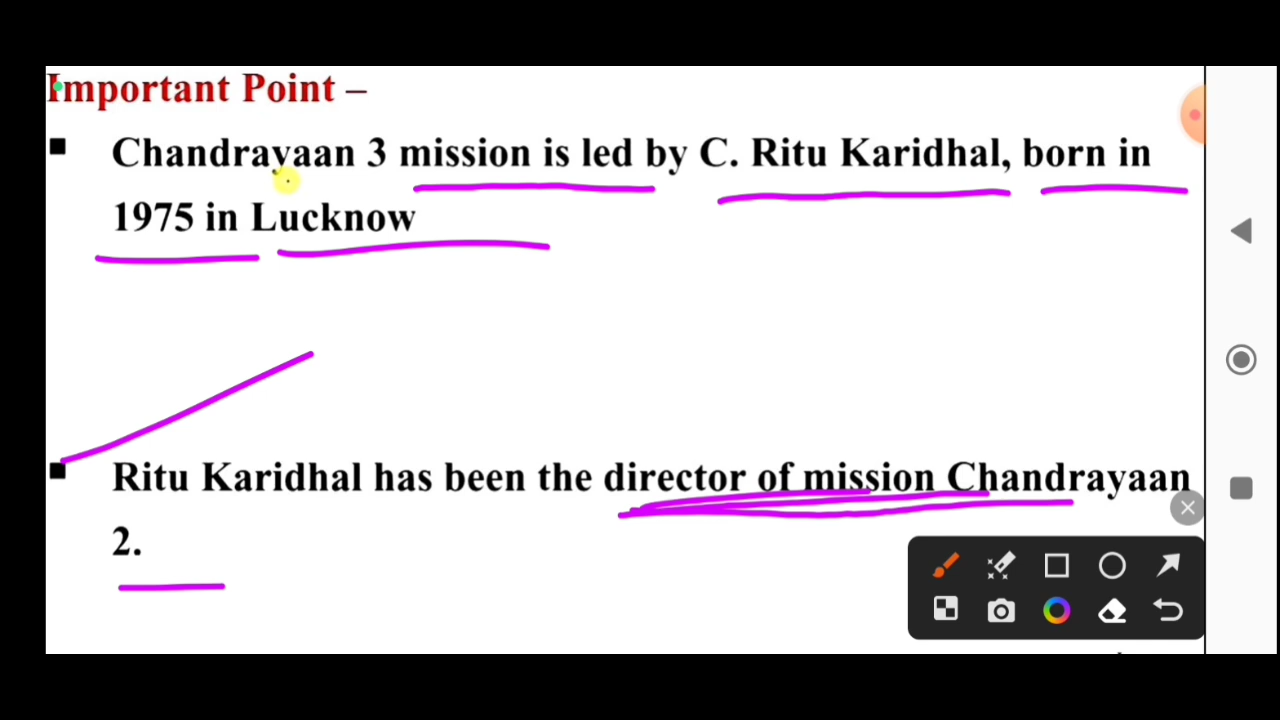 Important Point –
▪ Chandrayaan 3 mission is led by C. Ritu Karidhal, born in
1975 in Lucknow
▪ Ritu Karidhal has been the director of mission Chandrayaan
2.